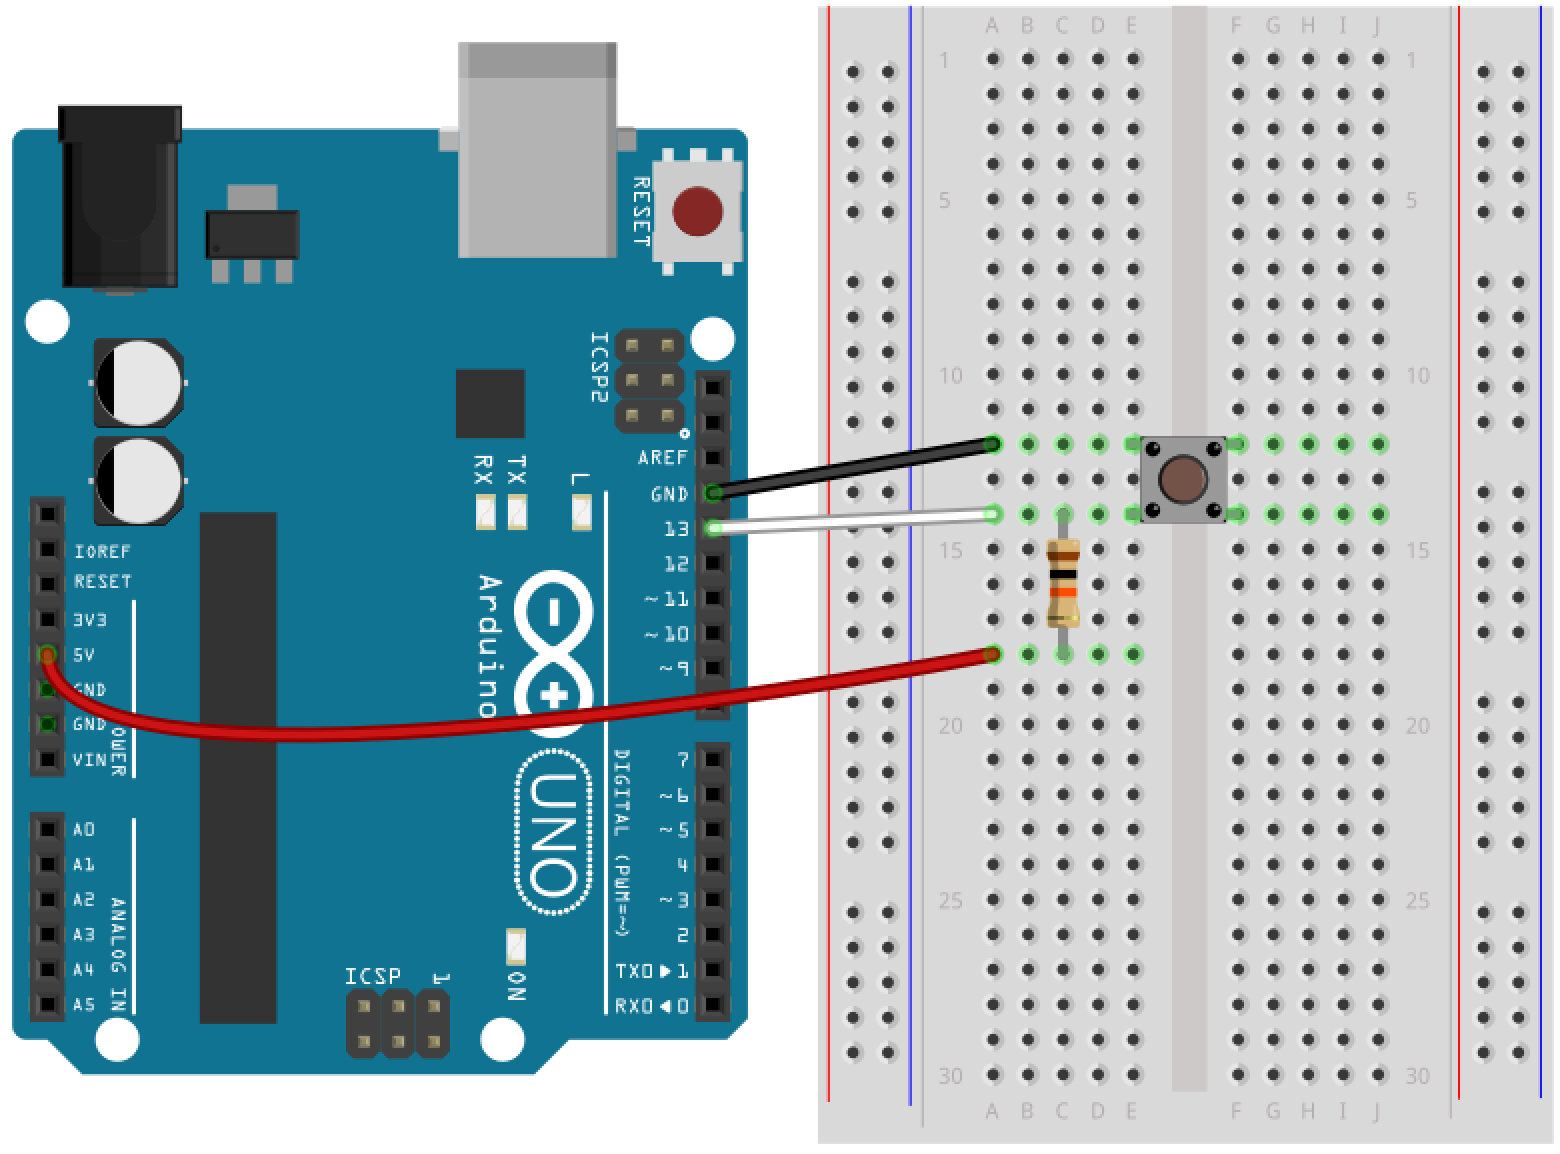 A B C D E F G H I J
1 1
5 5
10 10
15 15
20 20
25 25
30 30
A B C D E F G H I J
RESET
ICSP2
AREF
GND
13
12
~11
~10
~9
7
~6
~5
4
~3
2
TX0▶1
RX0◀0
RX
TX
L
IOREF
RESET
3V3
5V
GND
GND
VIN
A0
A1
A2
A3
A4
A5
ANALOG IN
Arduino
UNO
DIGITAL (PWM=~)
ON
ICSP
1